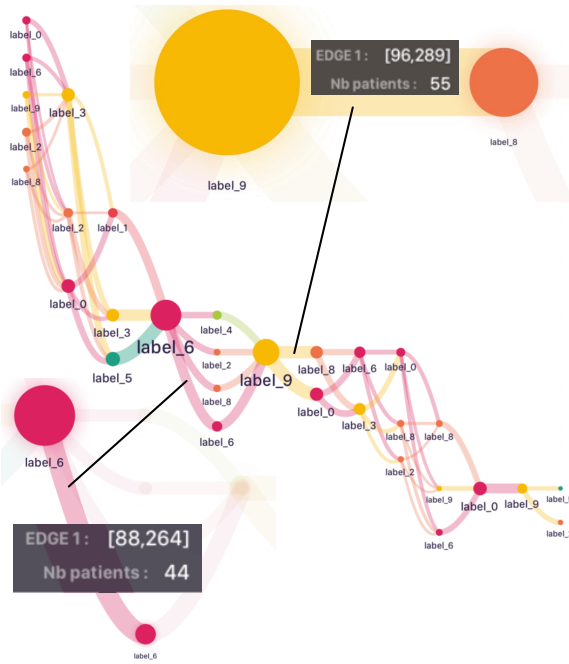 label_0
label_6
label_9
label_3
label_2
label_8
label_2
label_1
label_0
label_3
label_5
EDGE 1 : [96,289]
Nb patients : 55
label_9
label_8
label_6
label_4
label_2
label_8
label_6
label_9
label_8
label_0
label_6
label_0
label_3
label_8
label_2
label_8
label_9
label_6
label_0
label_9
label_6
EDGE 1 : [88,264]
Nb patients : 44
label_6